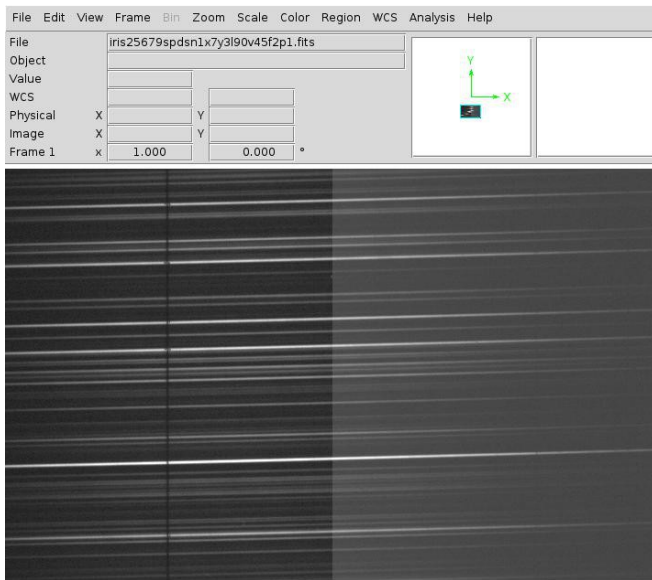 File Edit View Frame Bin Zoom Scale Color Region WCS Analysis Help
File iris25679spdsn1x7y3l90v45f2p1.fits
Object
Value
WCS
Physical X Y
Image X Y
Frame 1 x 1.000 0.000 °
Y
X